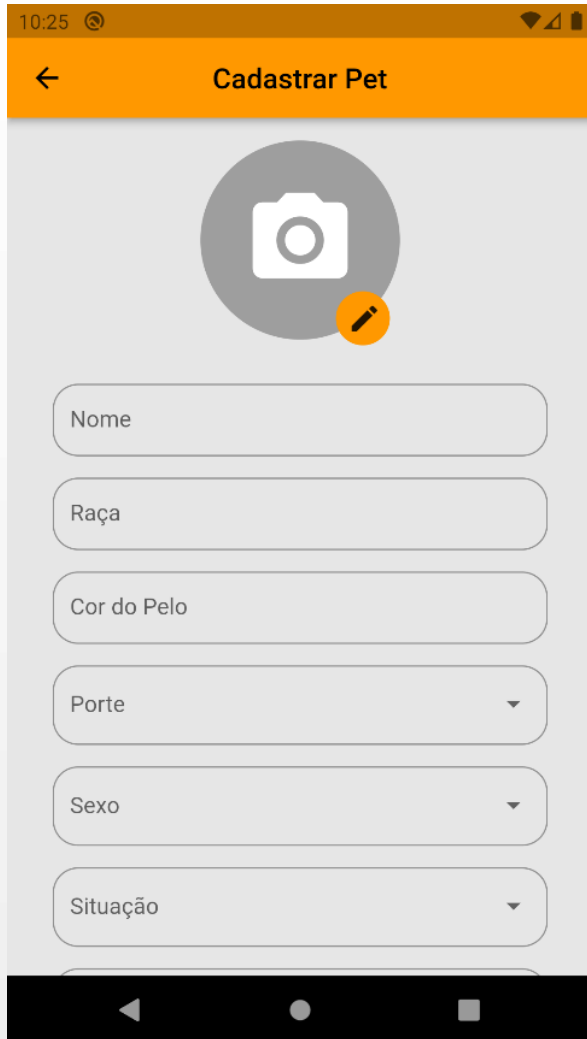 10:25
Cadastrar Pet
Nome
Raça
Cor do Pelo
Porte
Sexo
Situação